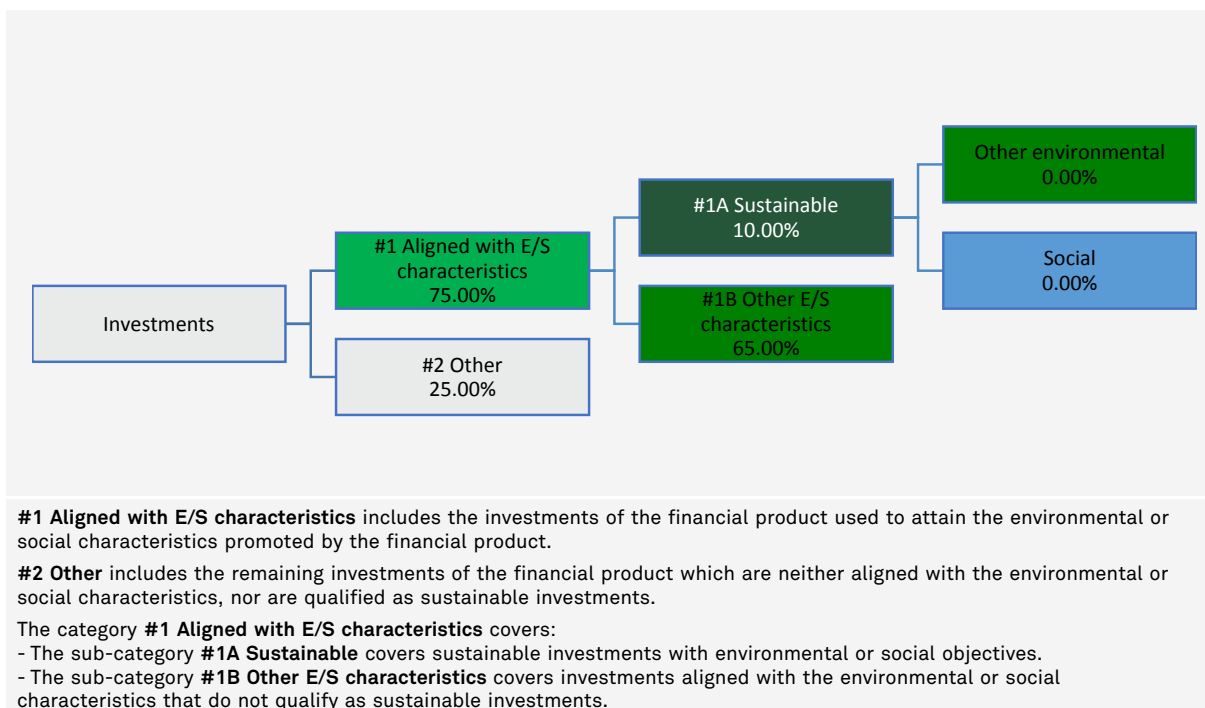 Investments
#1 Aligned with E/S
characteristics
75.00%
#2 Other
25.00%
#1A Sustainable
10.00%
#1B Other E/S
characteristics
65.00%
Other environmental
0.00%
Social
0.00%
#1 Aligned with E/S characteristics includes the investments of the financial product used to attain the environmental or
social characteristics promoted by the financial product.
#2 Other includes the remaining investments of the financial product which are neither aligned with the environmental or
social characteristics, nor are qualified as sustainable investments.
The category #1 Aligned with E/S characteristics covers:
- The sub-category #1A Sustainable covers sustainable investments with environmental or social objectives.
- The sub-category #1B Other E/S characteristics covers investments aligned with the environmental or social
characteristics that do not qualify as sustainable investments.